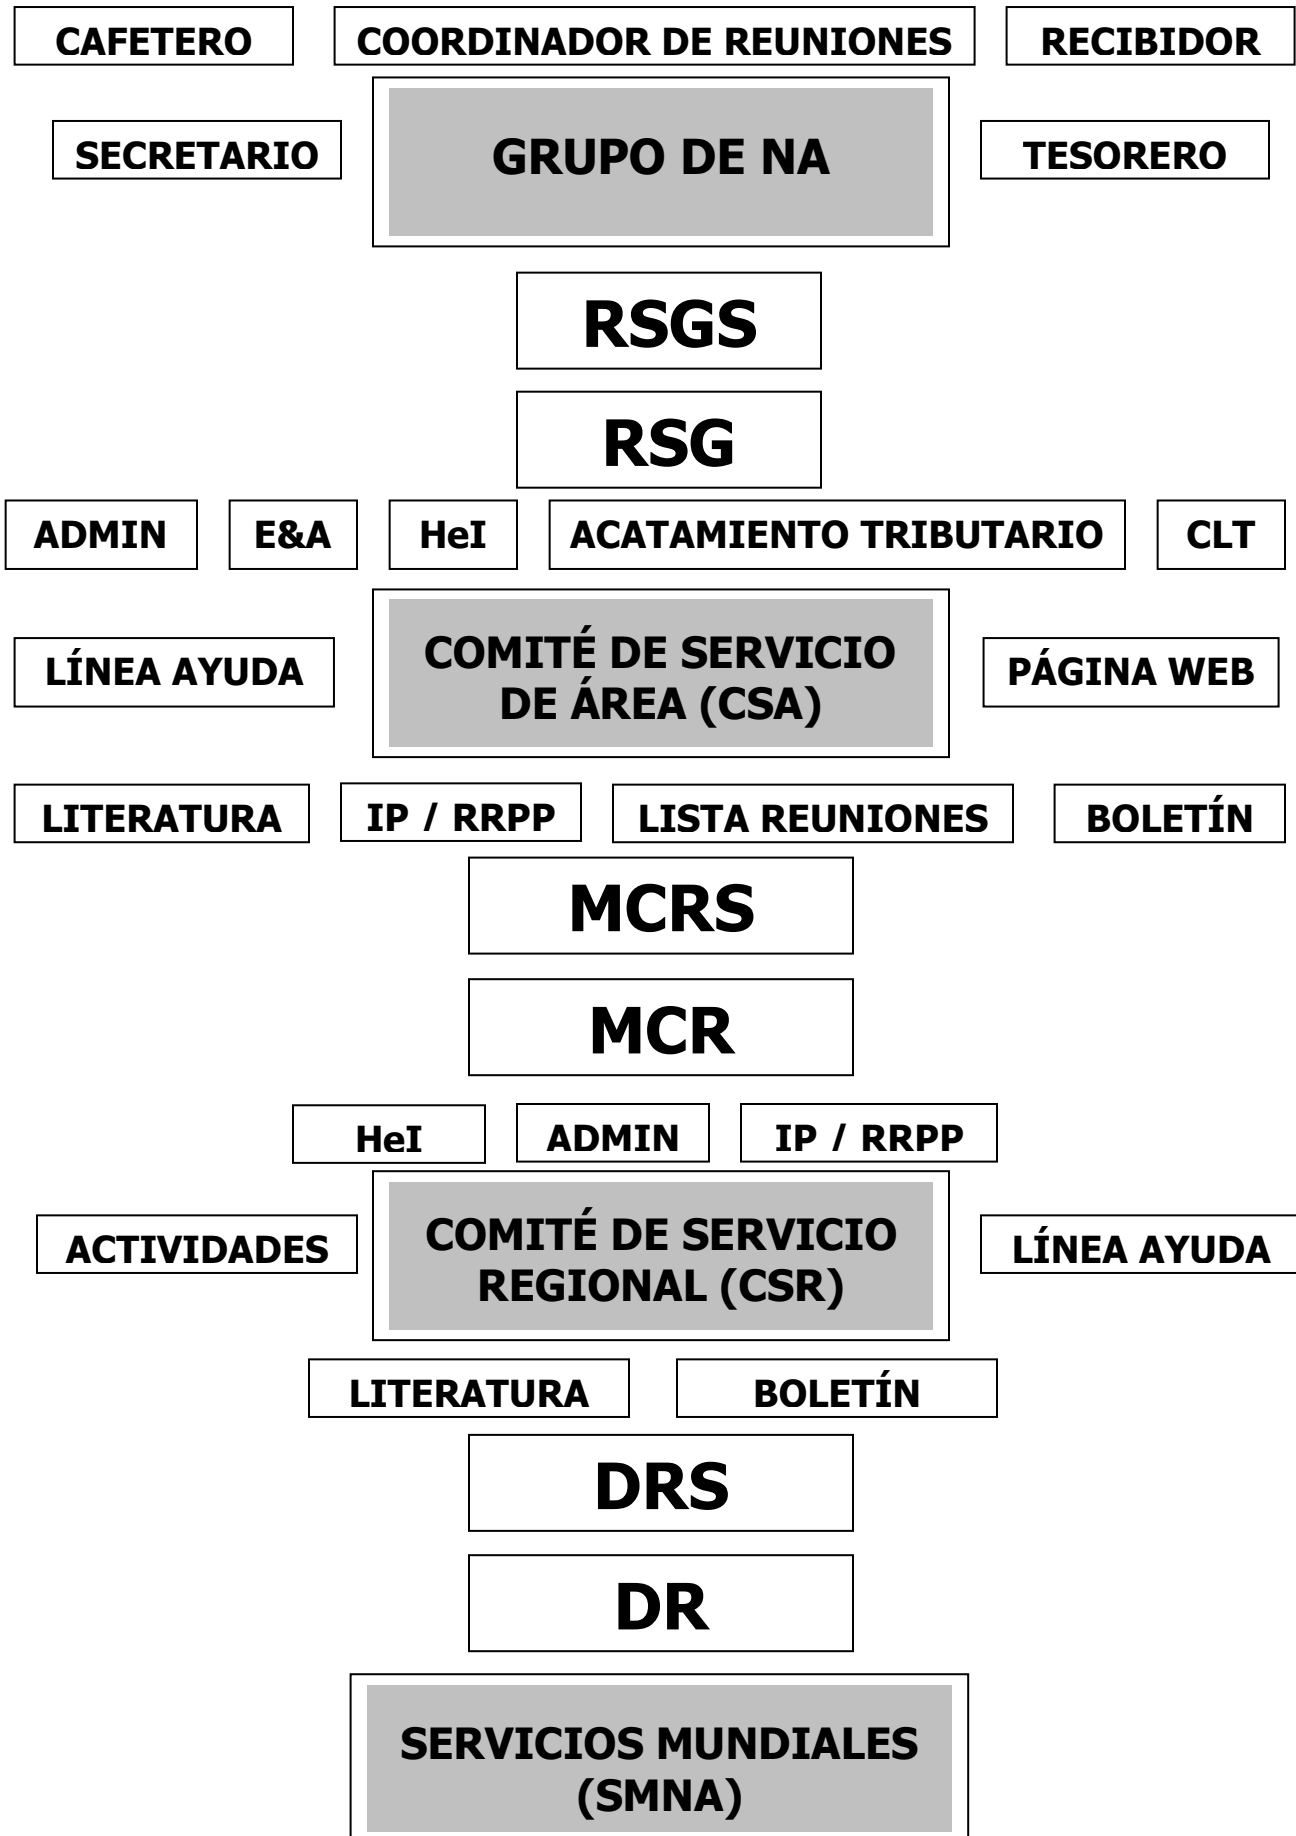 CAFETERO
COORDINADOR DE REUNIONES
RECIBIDOR
SECRETARIO
GRUPO DE NA
TESORERO
RSGS
RSG
ADMIN
E&A
HeI
ACATAMIENTO TRIBUTARIO
CLT
LÍNEA AYUDA
COMITÉ DE SERVICIO
DE ÁREA (CSA)
PÁGINA WEB
LITERATURA
IP / RRPP
LISTA REUNIONES
BOLETÍN
MCRS
MCR
HeI
ADMIN
IP / RRPP
ACTIVIDADES
COMITÉ DE SERVICIO
REGIONAL (CSR)
LÍNEA AYUDA
LITERATURA
BOLETÍN
DRS
DR
SERVICIOS MUNDIALES
(SMNA)